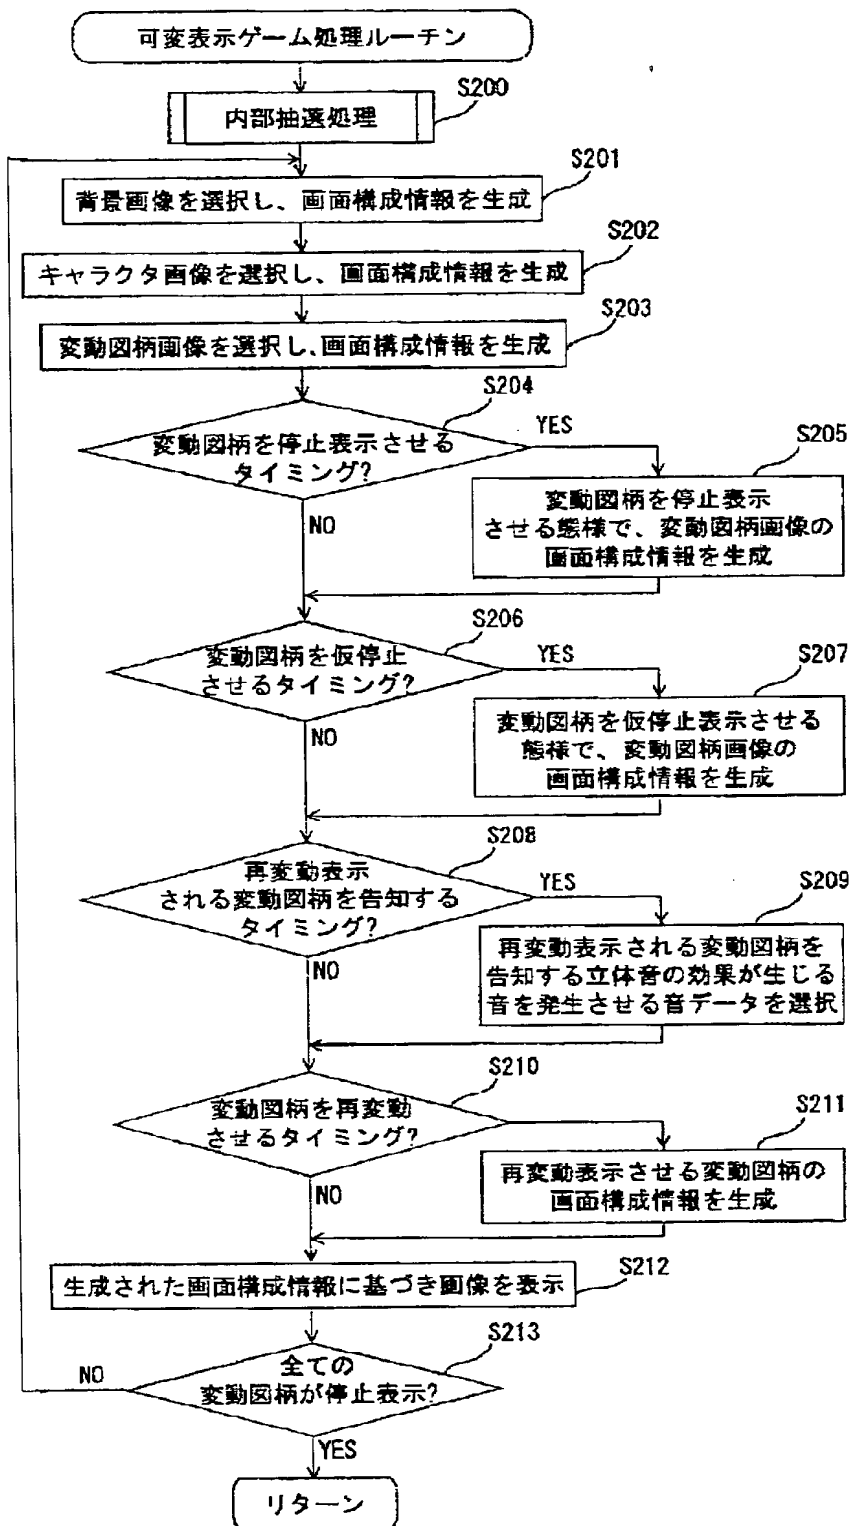 可変表示ゲーム処理ルーチン
S200
内部抽選処理
S201
背景画像を選択し、画面構成情報を生成
S202
キャラクタ画像を選択し、画面構成情報を生成
S203
変動図柄画像を選択し、画面構成情報を生成
S204
変動図柄を停止表示させる
タイミング?
YES
NO
S205
変動図柄を停止表示
させる態様で、変動図柄画像の
画面構成情報を生成
S206
変動図柄を仮停止
させるタイミング?
YES
NO
S207
変動図柄を仮停止表示させる
態様で、変動図柄画像の
画面構成情報を生成
S208
再変動表示
される変動図柄を告知する
タイミング?
YES
NO
S209
再変動表示される変動図柄を
告知する立体音の効果が生じる
音を発生させる音データを選択
S210
変動図柄を再変動
させるタイミング?
NO
S211
再変動表示させる変動図柄の
画面構成情報を生成
S212
生成された画面構成情報に基づき画像を表示
S213
全ての
変動図柄が停止表示?
NO
YES
リターン